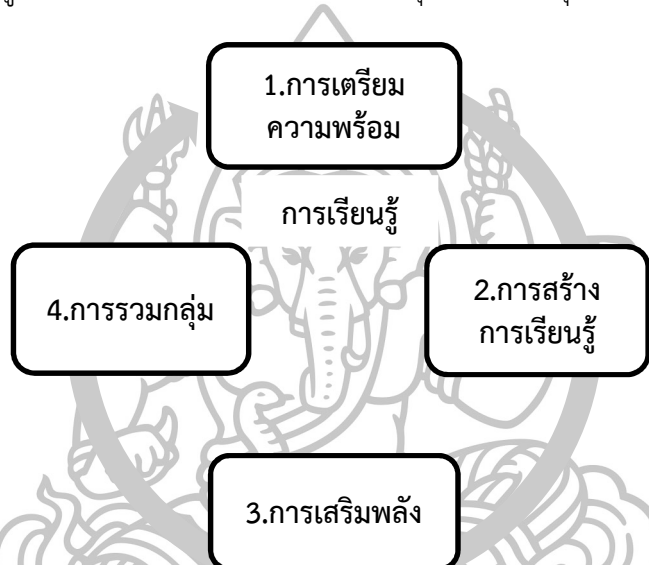 1.การเตรียม
ความพร้อม
การเรียนรู้
4.การรวมกลุ่ม
2.การสร้าง
การเรียนรู้
3.การเสริมพลัง